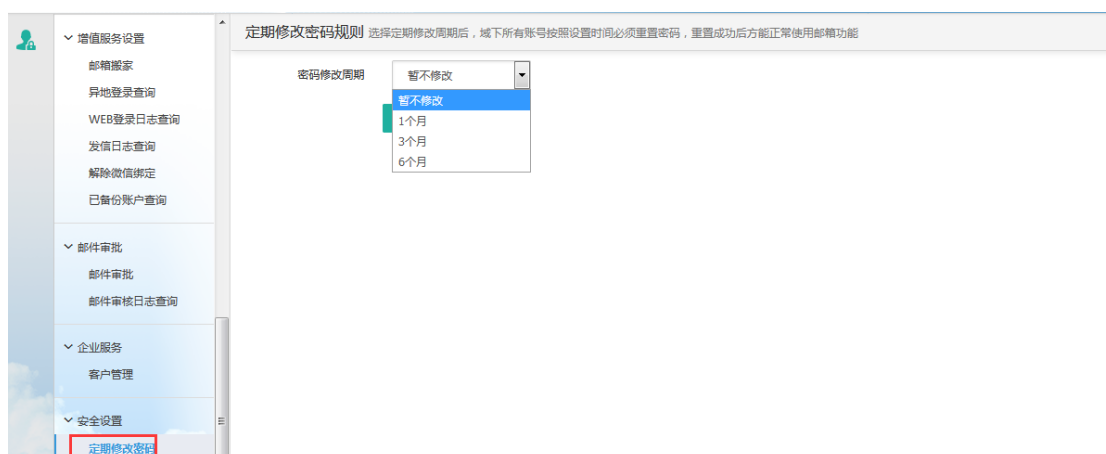 增值服务设置
邮箱搬家
异地登录查询
WEB登录日志查询
发信日志查询
解除微信绑定
已备份账户查询
邮件审批
邮件审批
邮件审核日志查询
企业服务
客户管理
安全设置
定期修改密码
定期修改密码规则 选择定期修改周期后，域下所有账号按照设置时间必须重置密码，重置成功后方能正常使用邮箱功能
密码修改周期 暂不修改
暂不修改
1个月
3个月
6个月